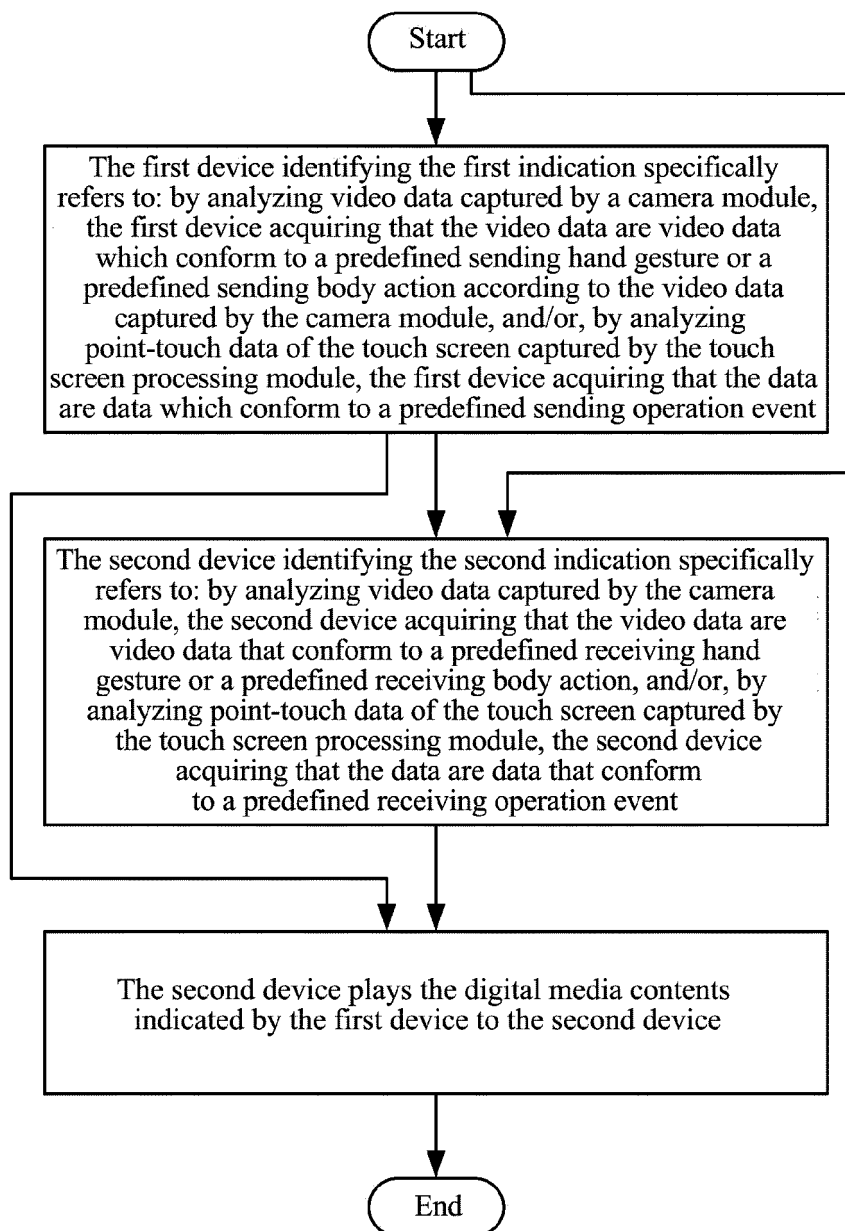 Start
The first device identifying the first indication specifically
refers to: by analyzing video data captured by a camera module,
the first device acquiring that the video data are video data
which conform to a predefined sending hand gesture or a
predefined sending body action according to the video data
captured by the camera module, and/or, by analyzing
point-touch data of the touch screen captured by the touch
screen processing module, the first device acquiring that the data
are data which conform to a predefined sending operation event
The second device identifying the second indication specifically
refers to: by analyzing video data captured by the camera
module, the second device acquiring that the video data are
video data that conform to a predefined receiving hand
gesture or a predefined receiving body action, and/or, by
analyzing point-touch data of the touch screen captured by
the touch screen processing module, the second device
acquiring that the data are data that conform
to a predefined receiving operation event
The second device plays the digital media contents
indicated by the first device to the second device
End